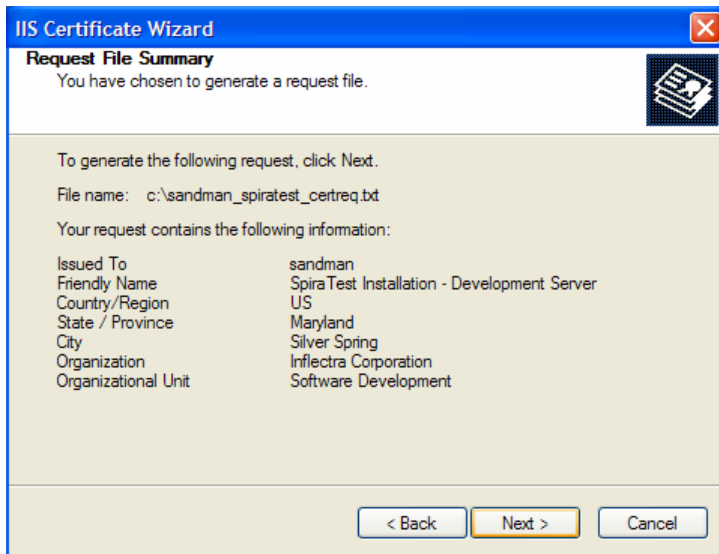 IIS Certificate Wizard
Request File Summary
You have chosen to generate a request file.
To generate the following request, click Next.
File name: c:\sandman_spiratest_certreq.txt
Your request contains the following information:
Issued To sandman
Friendly Name SpiraTest Installation - Development Server
Country/Region US
State / Province Maryland
City Silver Spring
Organization Inflectra Corporation
Organizational Unit Software Development
< Back Next > Cancel